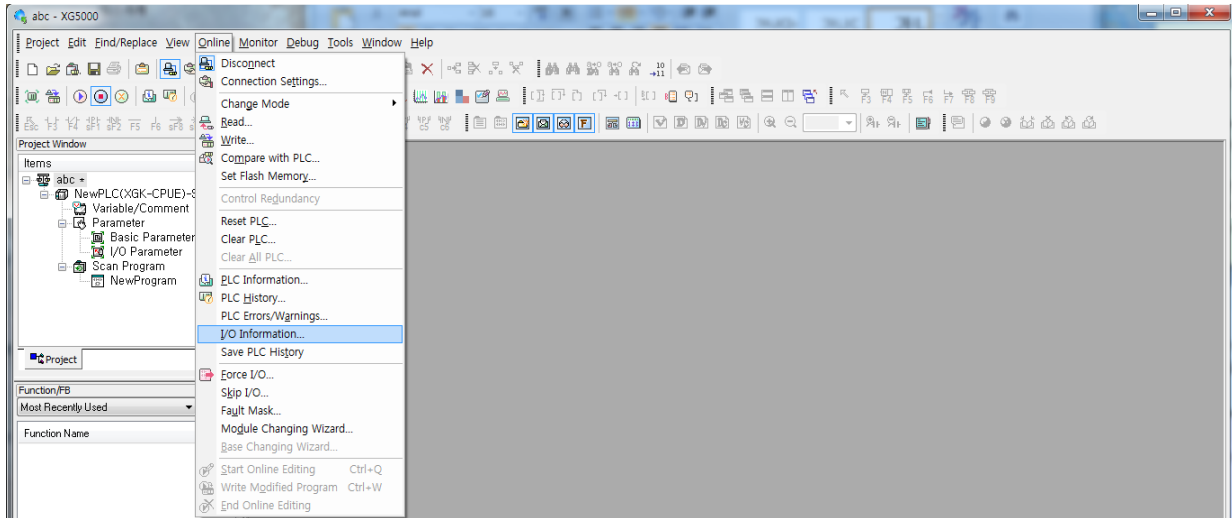 abc - XG5000
Project Edit Find/Replace View Online Monitor Debug Tools Window Help
Disconnect
Connection Settings...
Change Mode
Read...
Write...
Compare with PLC...
Set Flash Memory...
Control Redundancy
Reset PLC...
Clear PLC...
Clear All PLC...
PLC Information...
PLC History...
PLC Errors/Warnings...
I/O Information...
Save PLC History
Force I/O...
Skip I/O...
Fault Mask...
Module Changing Wizard...
Base Changing Wizard...
Start Online Editing Ctrl+Q
Write Modified Program Ctrl+W
End Online Editing
Project Window
Items
abc *
NewPLC(XGK-CPUE)-S
Variable/Comment
Parameter
Basic Parameter
I/O Parameter
Scan Program
NewProgram
Project
Function/FB
Most Recently Used
Function Name